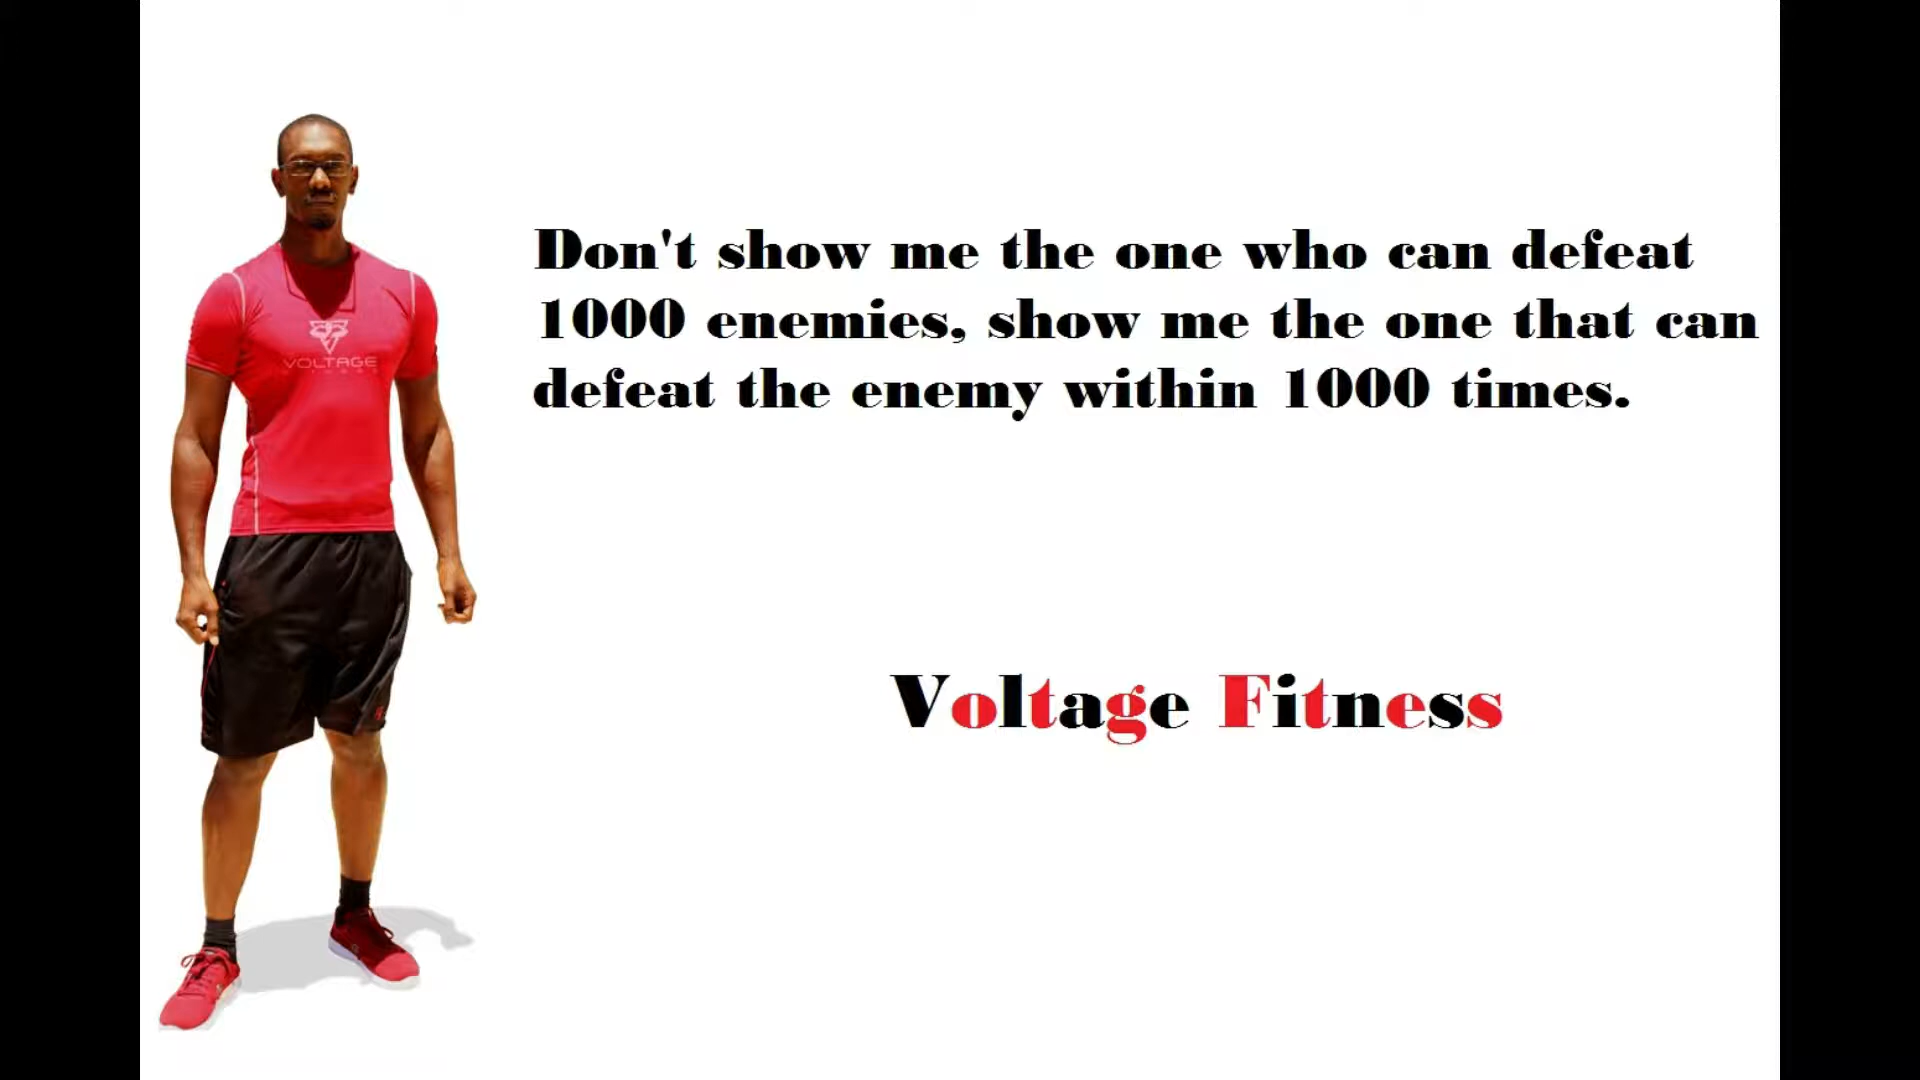 Don't show me the one who can defeat
1000 enemies, show me the one that can
defeat the enemy within 1000 times.
VOLTAGE
Voltage Fitness